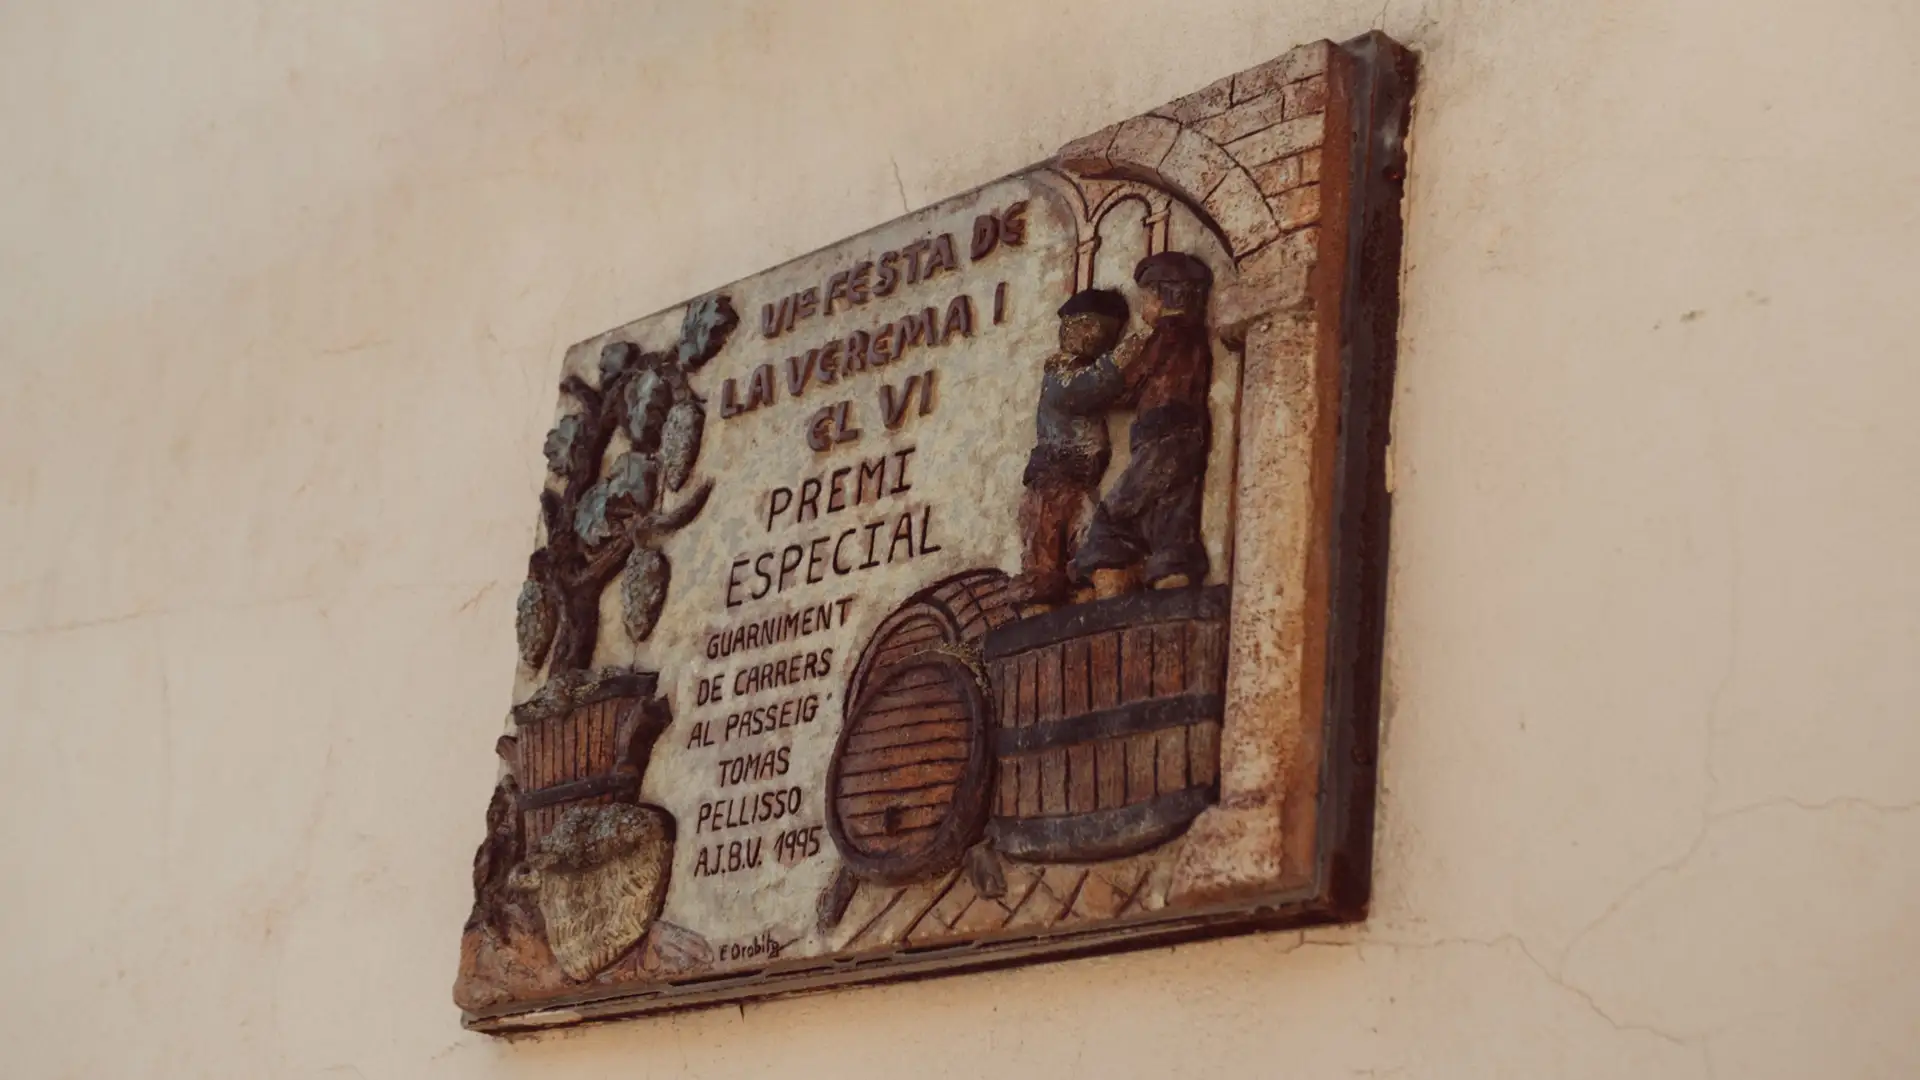 VIª FESTA DE
LA VEREMA I
EL VI
PREMI
ESPECIAL
GUARNIMENT
DE CARRERS
AL PASSEIG
TOMAS
PELLISSO
A.J.B.V. 1995